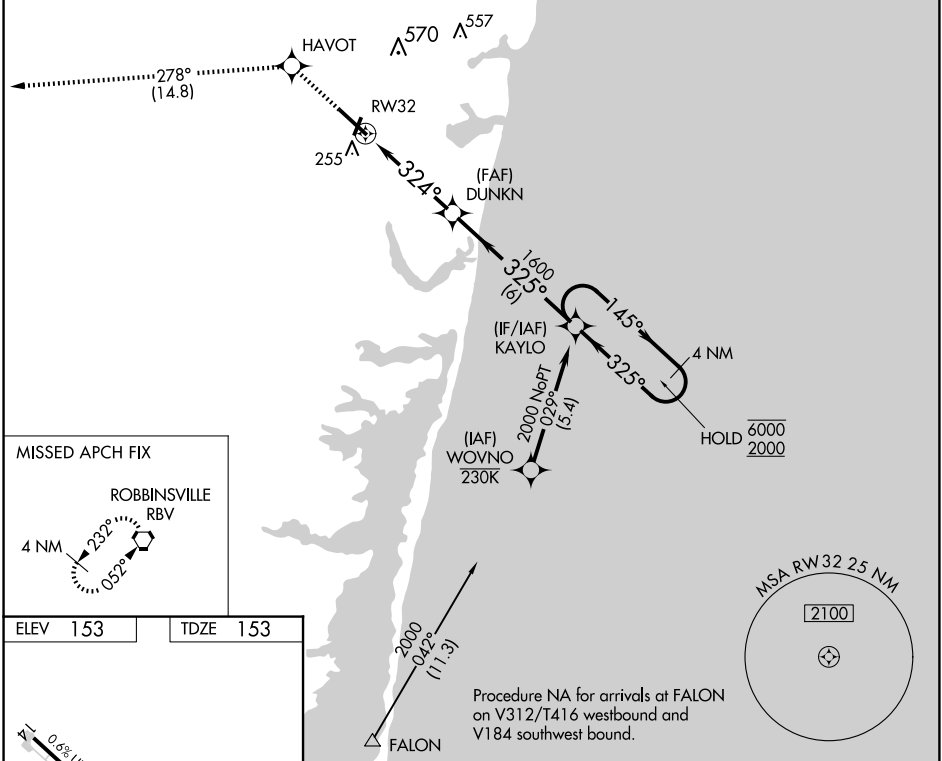 HAVOT
570
557
278°
(14.8)
RW32
255
324°
(FAF)
DUNKN
1600
325°
(6)
145°
(IF/IAF)
KAYLO
4 NM
325°
2000 NoPT
029°
(5.4)
HOLD 6000
2000
(IAF)
WOVNO
230K
MISSED APCH FIX
ROBBINSVILLE
RBV
4 NM
232°
052°
MSA RW32 25 NM
2100
ELEV 153
TDZE 153
2000
042°
(11.3)
Procedure NA for arrivals at FALON
on V312/T416 westbound and
V184 southwest bound.
FALON
14
0.6%